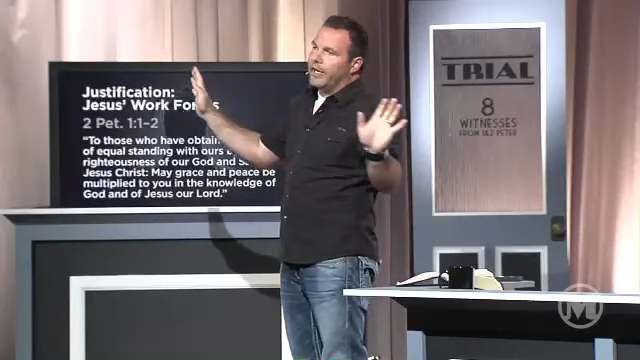 Justification:
Jesus' Work For
2 Pet. 1:1-2
"To those who have obtain
of equal standing with ours
righteousness of our God and
Jesus Christ: May grace and peace be
multiplied to you in the knowledge of
God and of Jesus our Lord."
TRIAL
8
WITNESSES
FROM 1&2 PETER
M